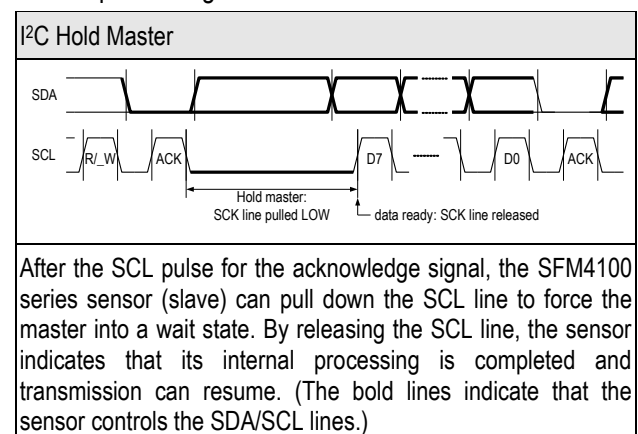 I²C Hold Master
SDA
SCL
R/_W
ACK
D7
D0
ACK
Hold master:
SCK line pulled LOW
data ready: SCK line released
After the SCL pulse for the acknowledge signal, the SFM4100
series sensor (slave) can pull down the SCL line to force the
master into a wait state. By releasing the SCL line, the sensor
indicates that its internal processing is completed and
transmission can resume. (The bold lines indicate that the
sensor controls the SDA/SCL lines.)